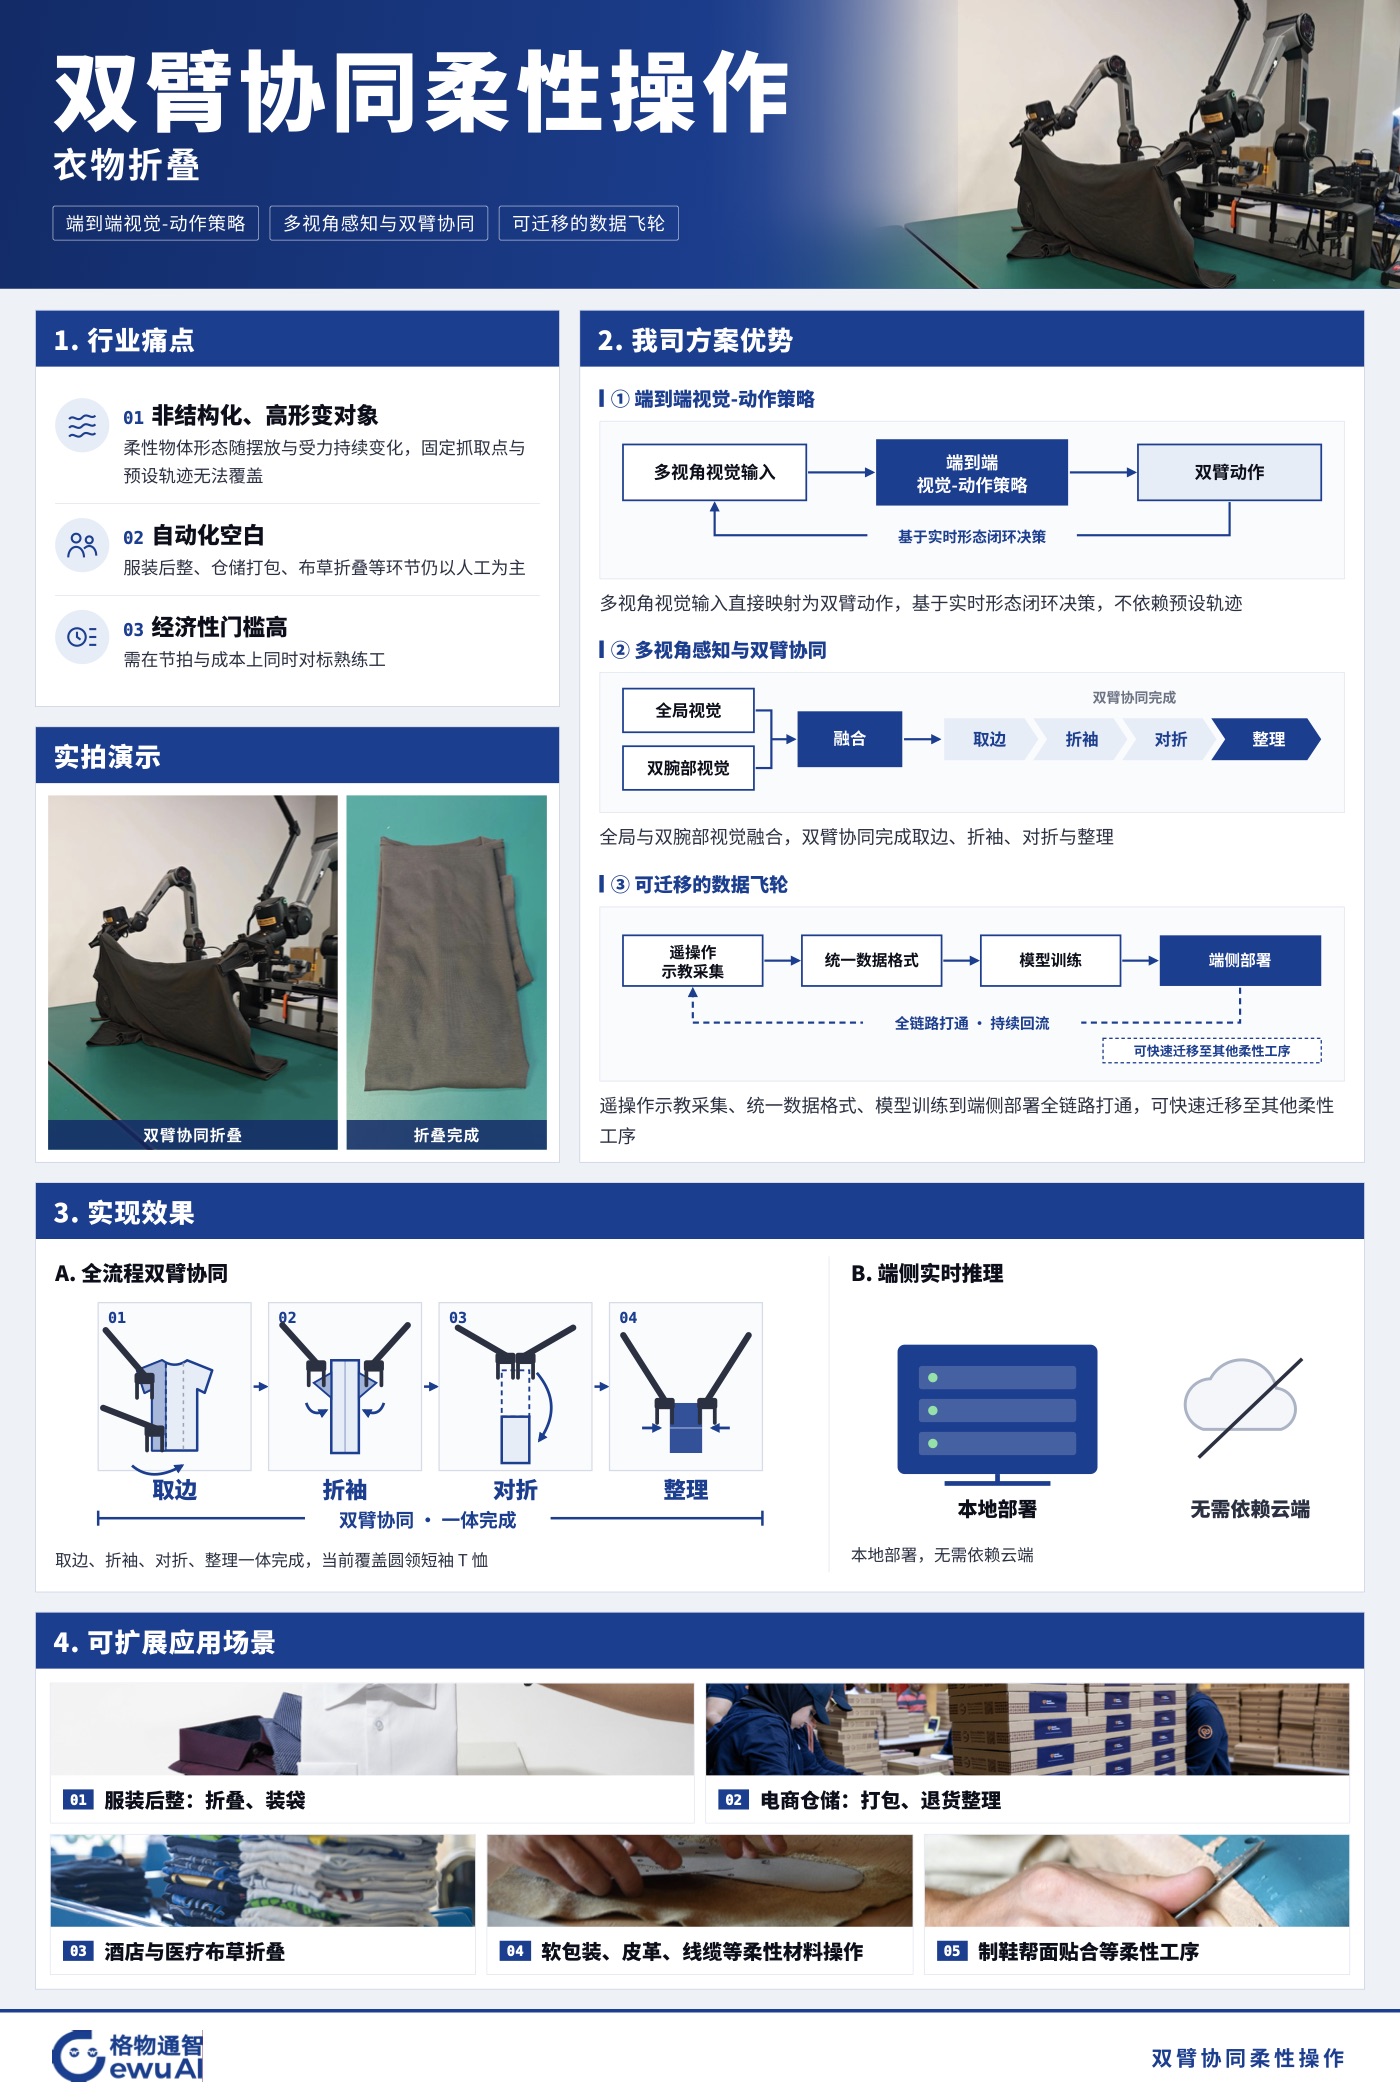 双臂协同柔性操作
衣物折叠
端到端视觉-动作策略
多视角感知与双臂协同
可迁移的数据飞轮
1. 行业痛点
01 非结构化、高形变对象
柔性物体形态随摆放与受力持续变化，固定抓取点与
预设轨迹无法覆盖
02 自动化空白
服装后整、仓储打包、布草折叠等环节仍以人工为主
03 经济性门槛高
需在节拍与成本上同时对标熟练工
实拍演示
双臂协同折叠
折叠完成
2. 我司方案优势
① 端到端视觉-动作策略
多视角视觉输入
端到端
视觉-动作策略
双臂动作
基于实时形态闭环决策
多视角视觉输入直接映射为双臂动作，基于实时形态闭环决策，不依赖预设轨迹
② 多视角感知与双臂协同
全局视觉
双腕部视觉
融合
双臂协同完成
取边
折袖
对折
整理
全局与双腕部视觉融合，双臂协同完成取边、折袖、对折与整理
③ 可迁移的数据飞轮
遥操作
示教采集
统一数据格式
模型训练
端侧部署
全链路打通 · 持续回流
可快速迁移至其他柔性工序
遥操作示教采集、统一数据格式、模型训练到端侧部署全链路打通，可快速迁移至其他柔性
工序
3. 实现效果
A. 全流程双臂协同
01
02
03
04
取边
折袖
对折
整理
双臂协同 · 一体完成
取边、折袖、对折、整理一体完成，当前覆盖圆领短袖 T 恤
B. 端侧实时推理
本地部署
无需依赖云端
本地部署，无需依赖云端
4. 可扩展应用场景
01 服装后整：折叠、装袋
02 电商仓储：打包、退货整理
03 酒店与医疗布草折叠
04 软包装、皮革、线缆等柔性材料操作
05 制鞋帮面贴合等柔性工序
格物通智
ewuAI
双臂协同柔性操作